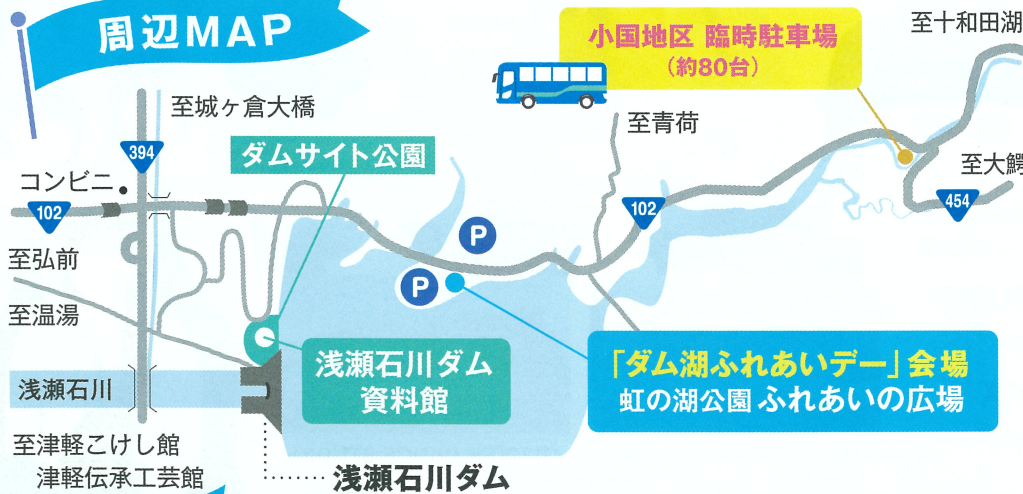 周辺MAP
小国地区 臨時駐車場
(約80台)
至十和田湖
至城ヶ倉大橋
至青荷
394
ダムサイト公園
至大鰐
コンビニ
102
102
454
P
至弘前
P
至温湯
浅瀬石川ダム
資料館
「ダム湖ふれあいデー」会場
虹の湖公園 ふれあいの広場
浅瀬石川
至津軽こけし館
津軽伝承工芸館
浅瀬石川ダム